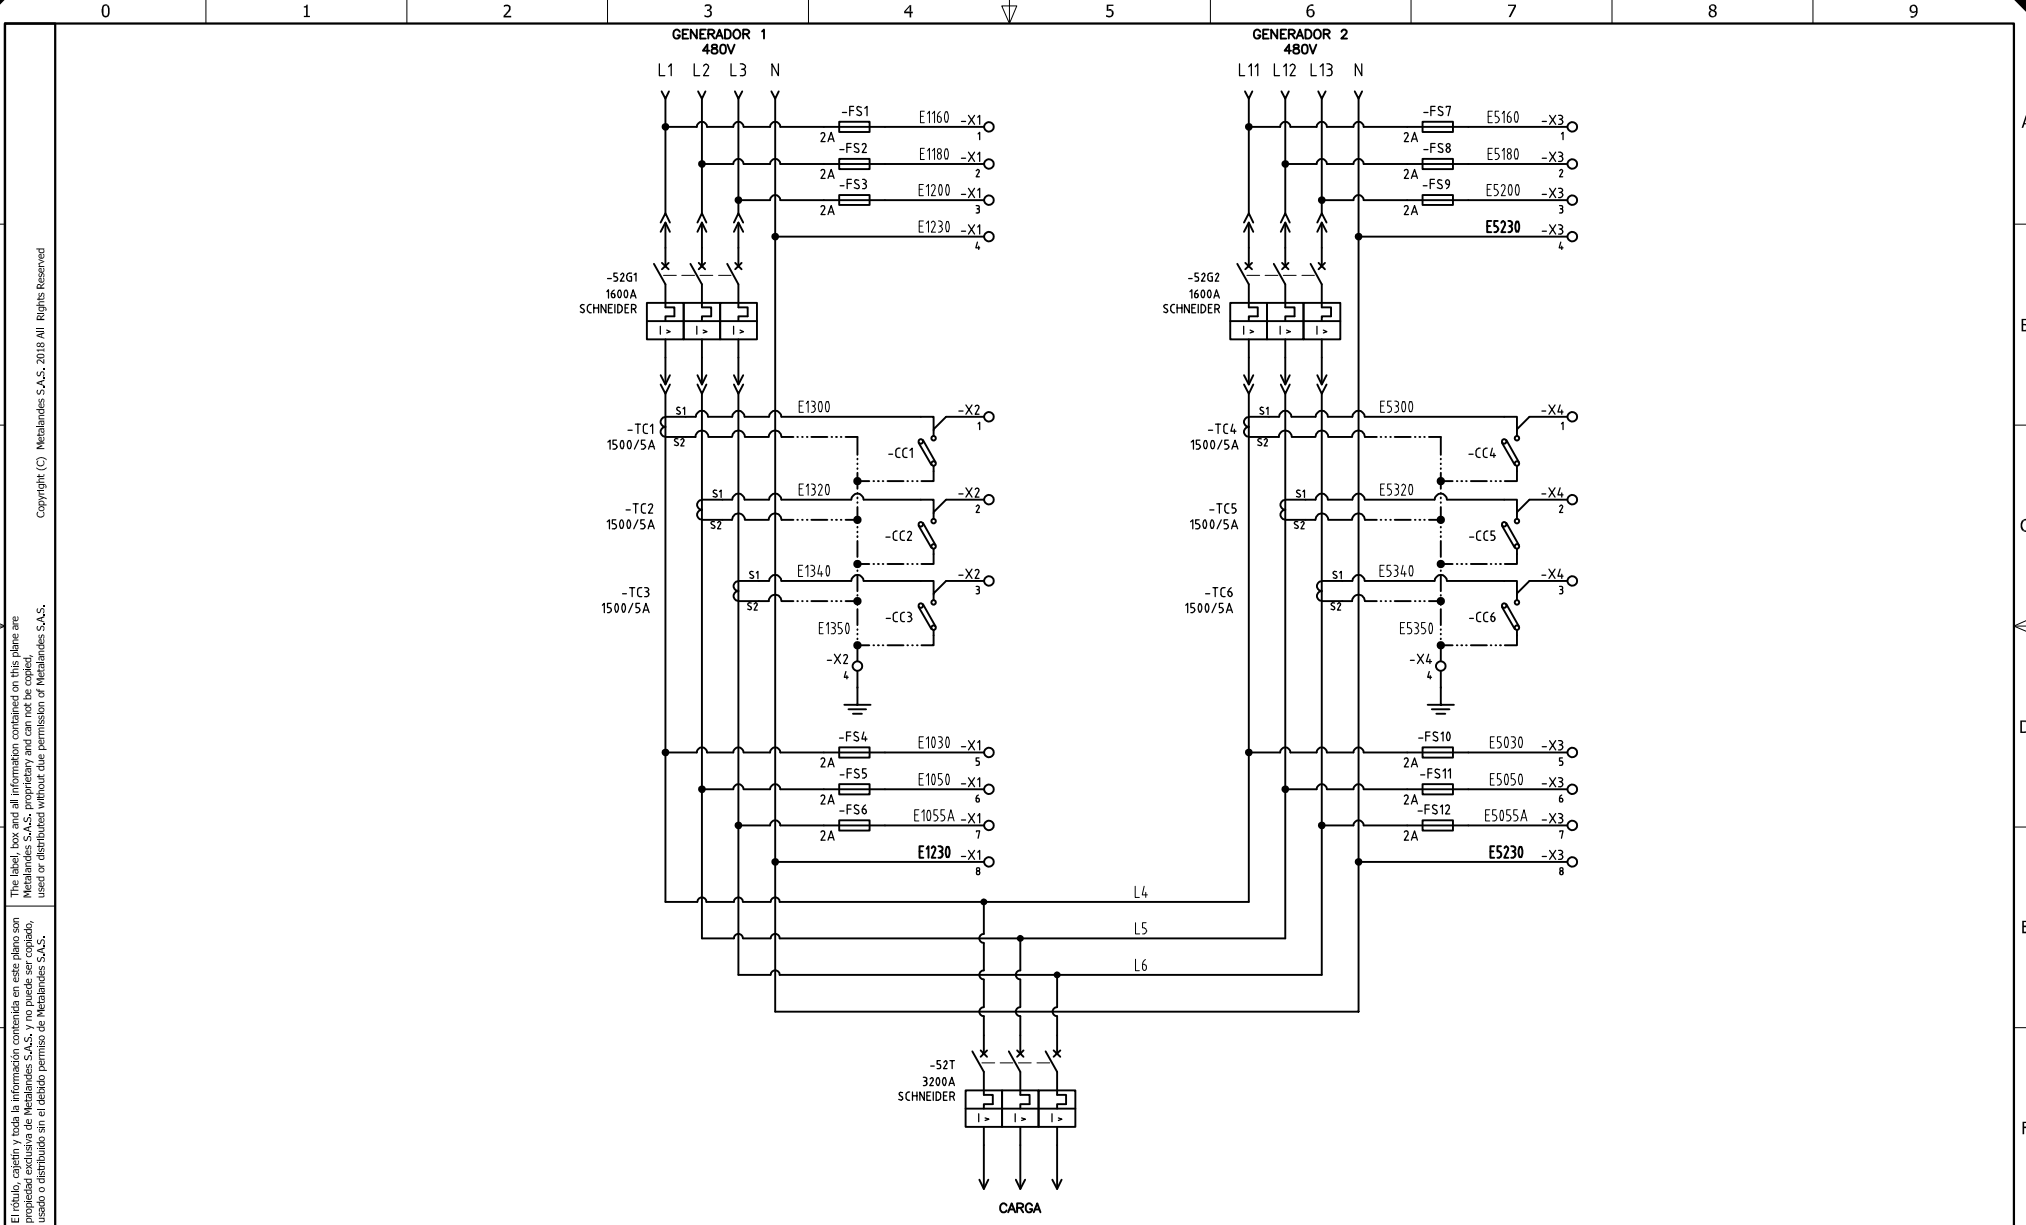 0 1 2 3 4 5 6 7 8 9
GENERADOR 1
480V
L1 L2 L3 N
-FS1
2A
E1160 -X1
1
-FS2
2A
E1180 -X1
2
-FS3
2A
E1200 -X1
3
E1230 -X1
4
-52G1
1600A
SCHNEIDER
I > I > I >
-TC1
1500/5A
S1
S2
E1300
-CC1
-X2
1
-TC2
1500/5A
S1
S2
E1320
-CC2
-X2
2
-TC3
1500/5A
S1
S2
E1340
-CC3
-X2
3
E1350
-X2
4
-FS4
2A
E1030 -X1
5
-FS5
2A
E1050 -X1
6
-FS6
2A
E1055A -X1
7
E1230 -X1
8
GENERADOR 2
480V
L11 L12 L13 N
-FS7
2A
E5160 -X3
1
-FS8
2A
E5180 -X3
2
-FS9
2A
E5200 -X3
3
E5230 -X3
4
-52G2
1600A
SCHNEIDER
I > I > I >
-TC4
1500/5A
S1
S2
E5300
-CC4
-X4
1
-TC5
1500/5A
S1
S2
E5320
-CC5
-X4
2
-TC6
1500/5A
S1
S2
E5340
-CC6
-X4
3
E5350
-X4
4
-FS10
2A
E5030 -X3
5
-FS11
2A
E5050 -X3
6
-FS12
2A
E5055A -X3
7
E5230 -X3
8
L4
L5
L6
-52T
3200A
SCHNEIDER
I > I > I >
CARGA
The label, box and all information contained on this plane are
Metalandes S.A.S. proprietary and can not be copied,
used or distributed without due permission of Metalandes S.A.S.
Copyright (C) Metalandes S.A.S. 2018 All Rights Reserved
El rótulo, cajetín y toda la información contenida en este plano son
propiedad exclusiva de Metalandes S.A.S. y no puede ser copiado,
usado o distribuido sin el debido permiso de Metalandes S.A.S.